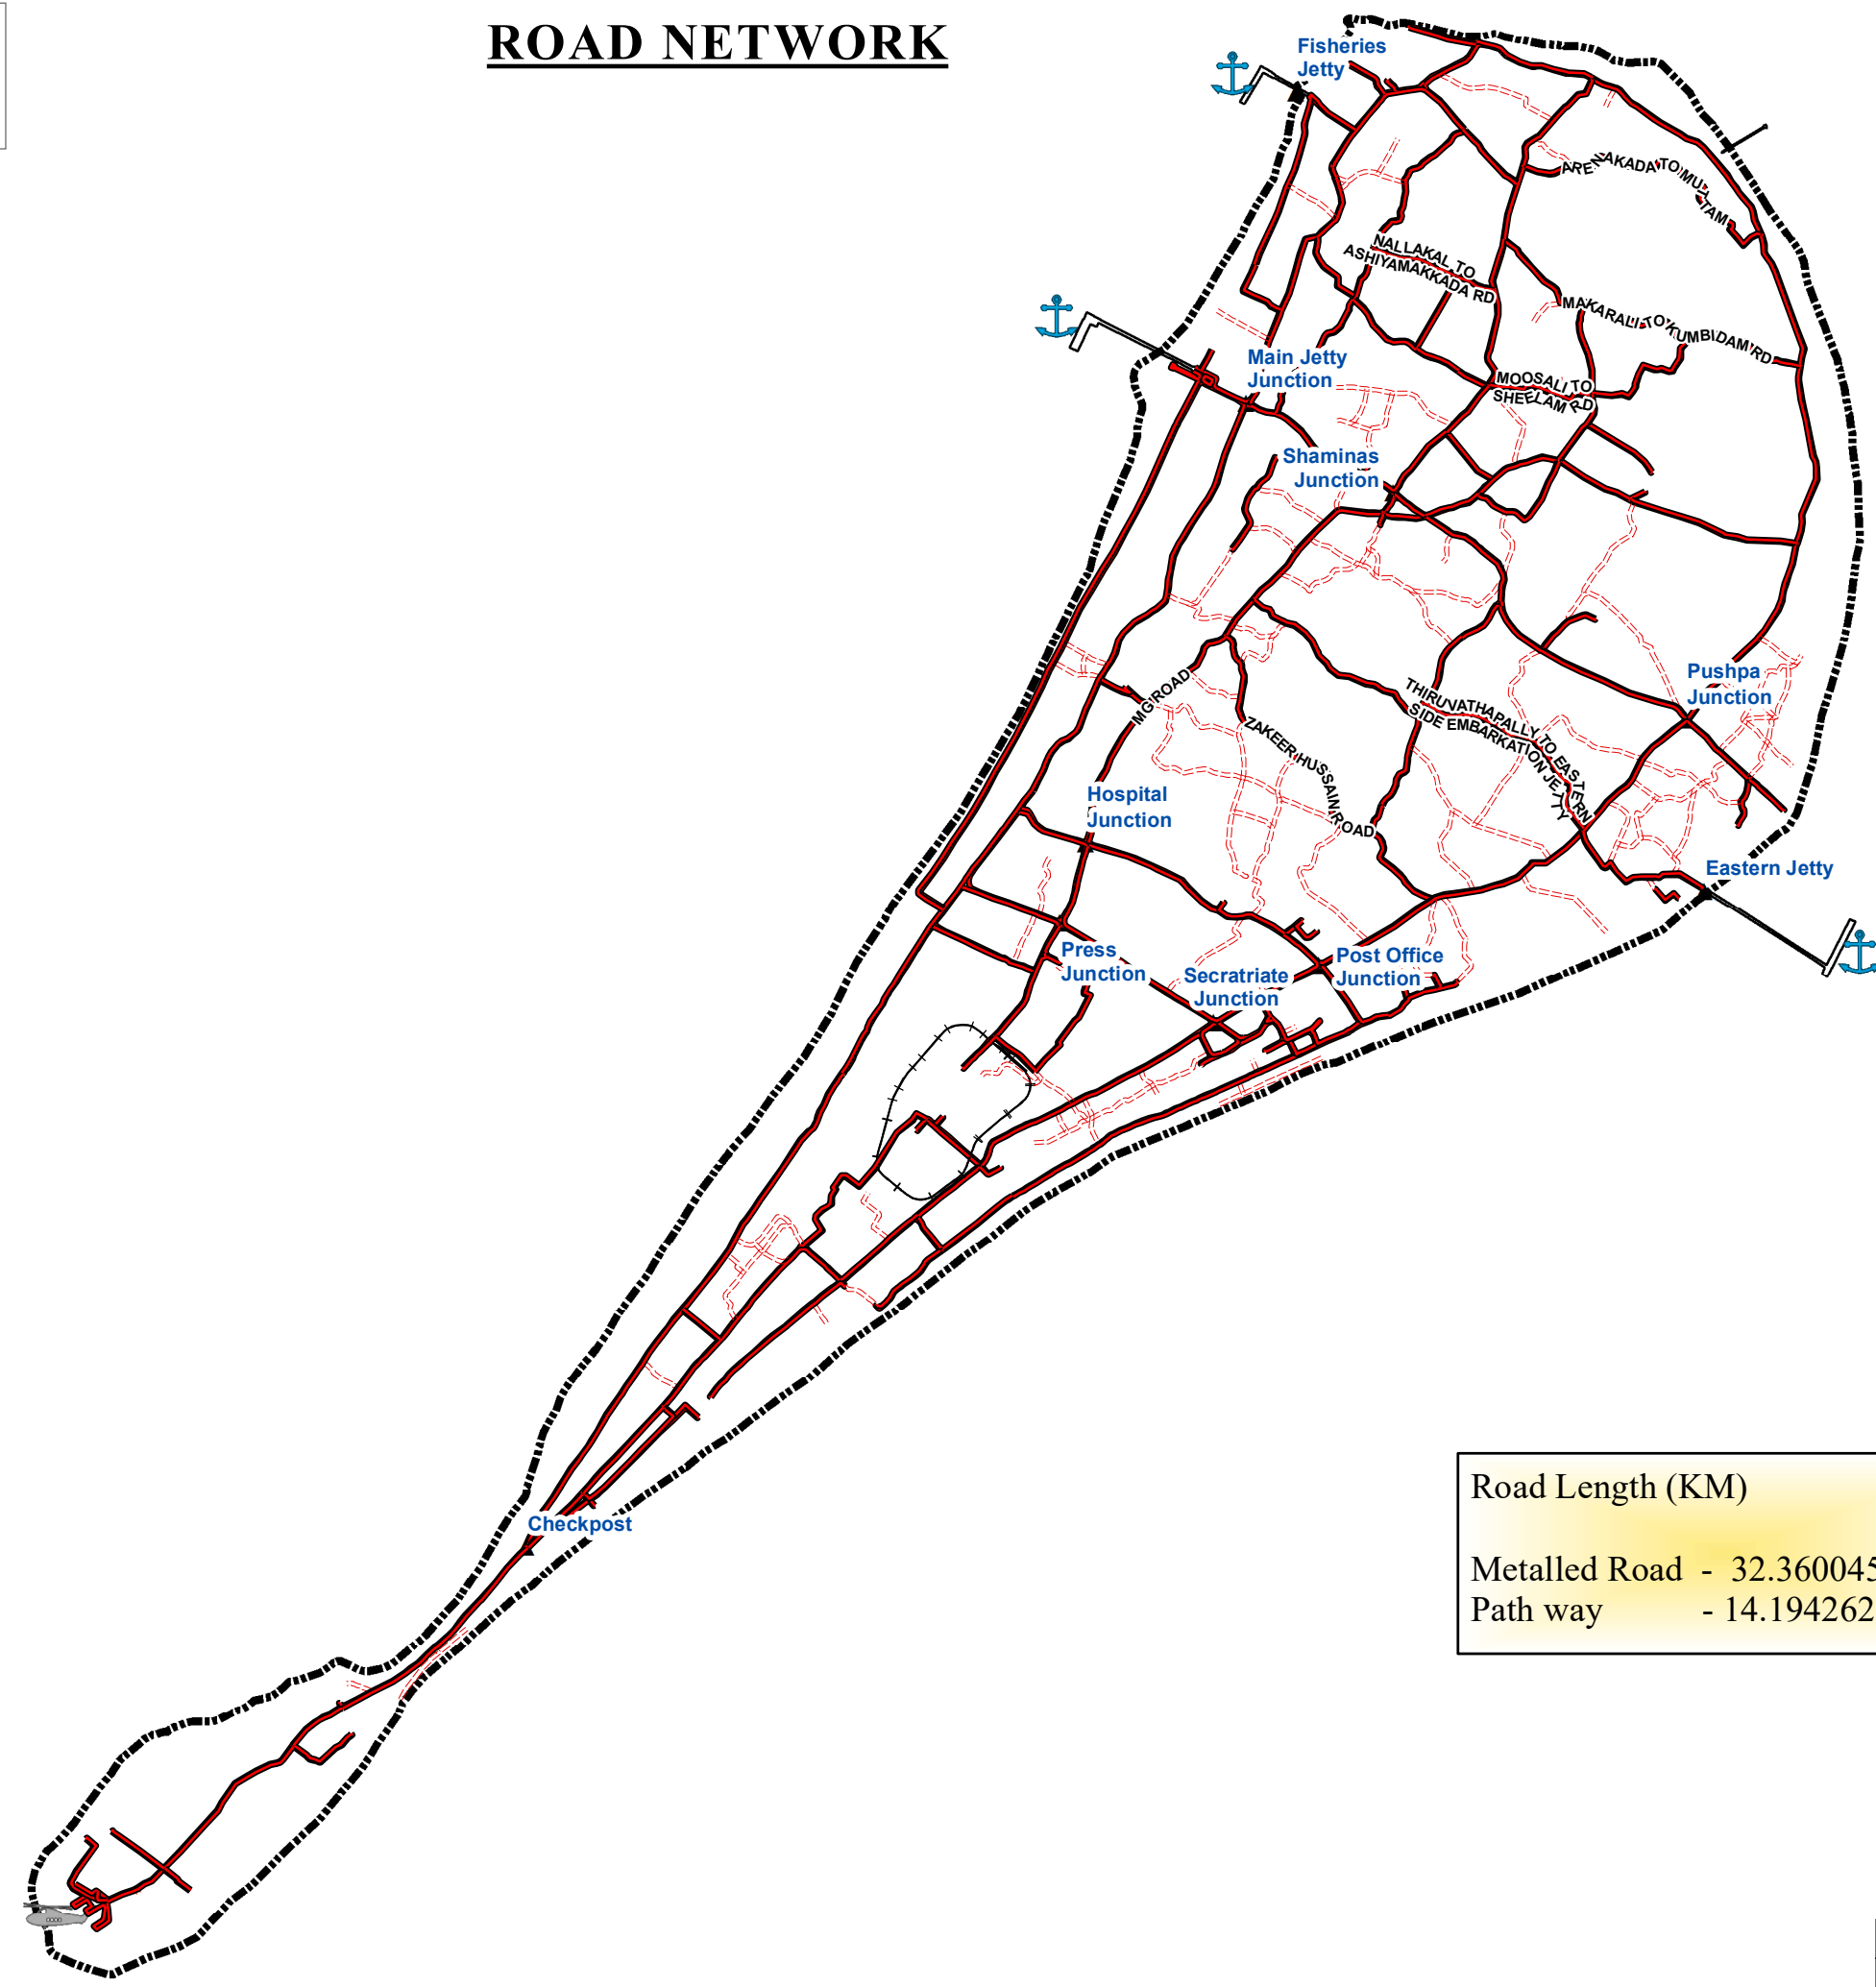 ROAD NETWORK
Fisheries
Jetty
ARENAKADA TO MUTTAM
NALLAKAL TO
ASHIYAMAKKADA RD
MAKARALI TO KUMBIDAM RD
Main Jetty
Junction
MOOSALI TO
SHEELAM RD
Shaminas
Junction
MG ROAD
Pushpa
Junction
THIRUVATHAPALLY TO EASTERN
SIDE EMBARKATION JETTY
ZAKEER HUSSAIN ROAD
Hospital
Junction
Eastern Jetty
Press
Junction
Post Office
Junction
Secratriate
Junction
Checkpost
Road Length (KM)
Metalled Road - 32.360045
Path way - 14.194262